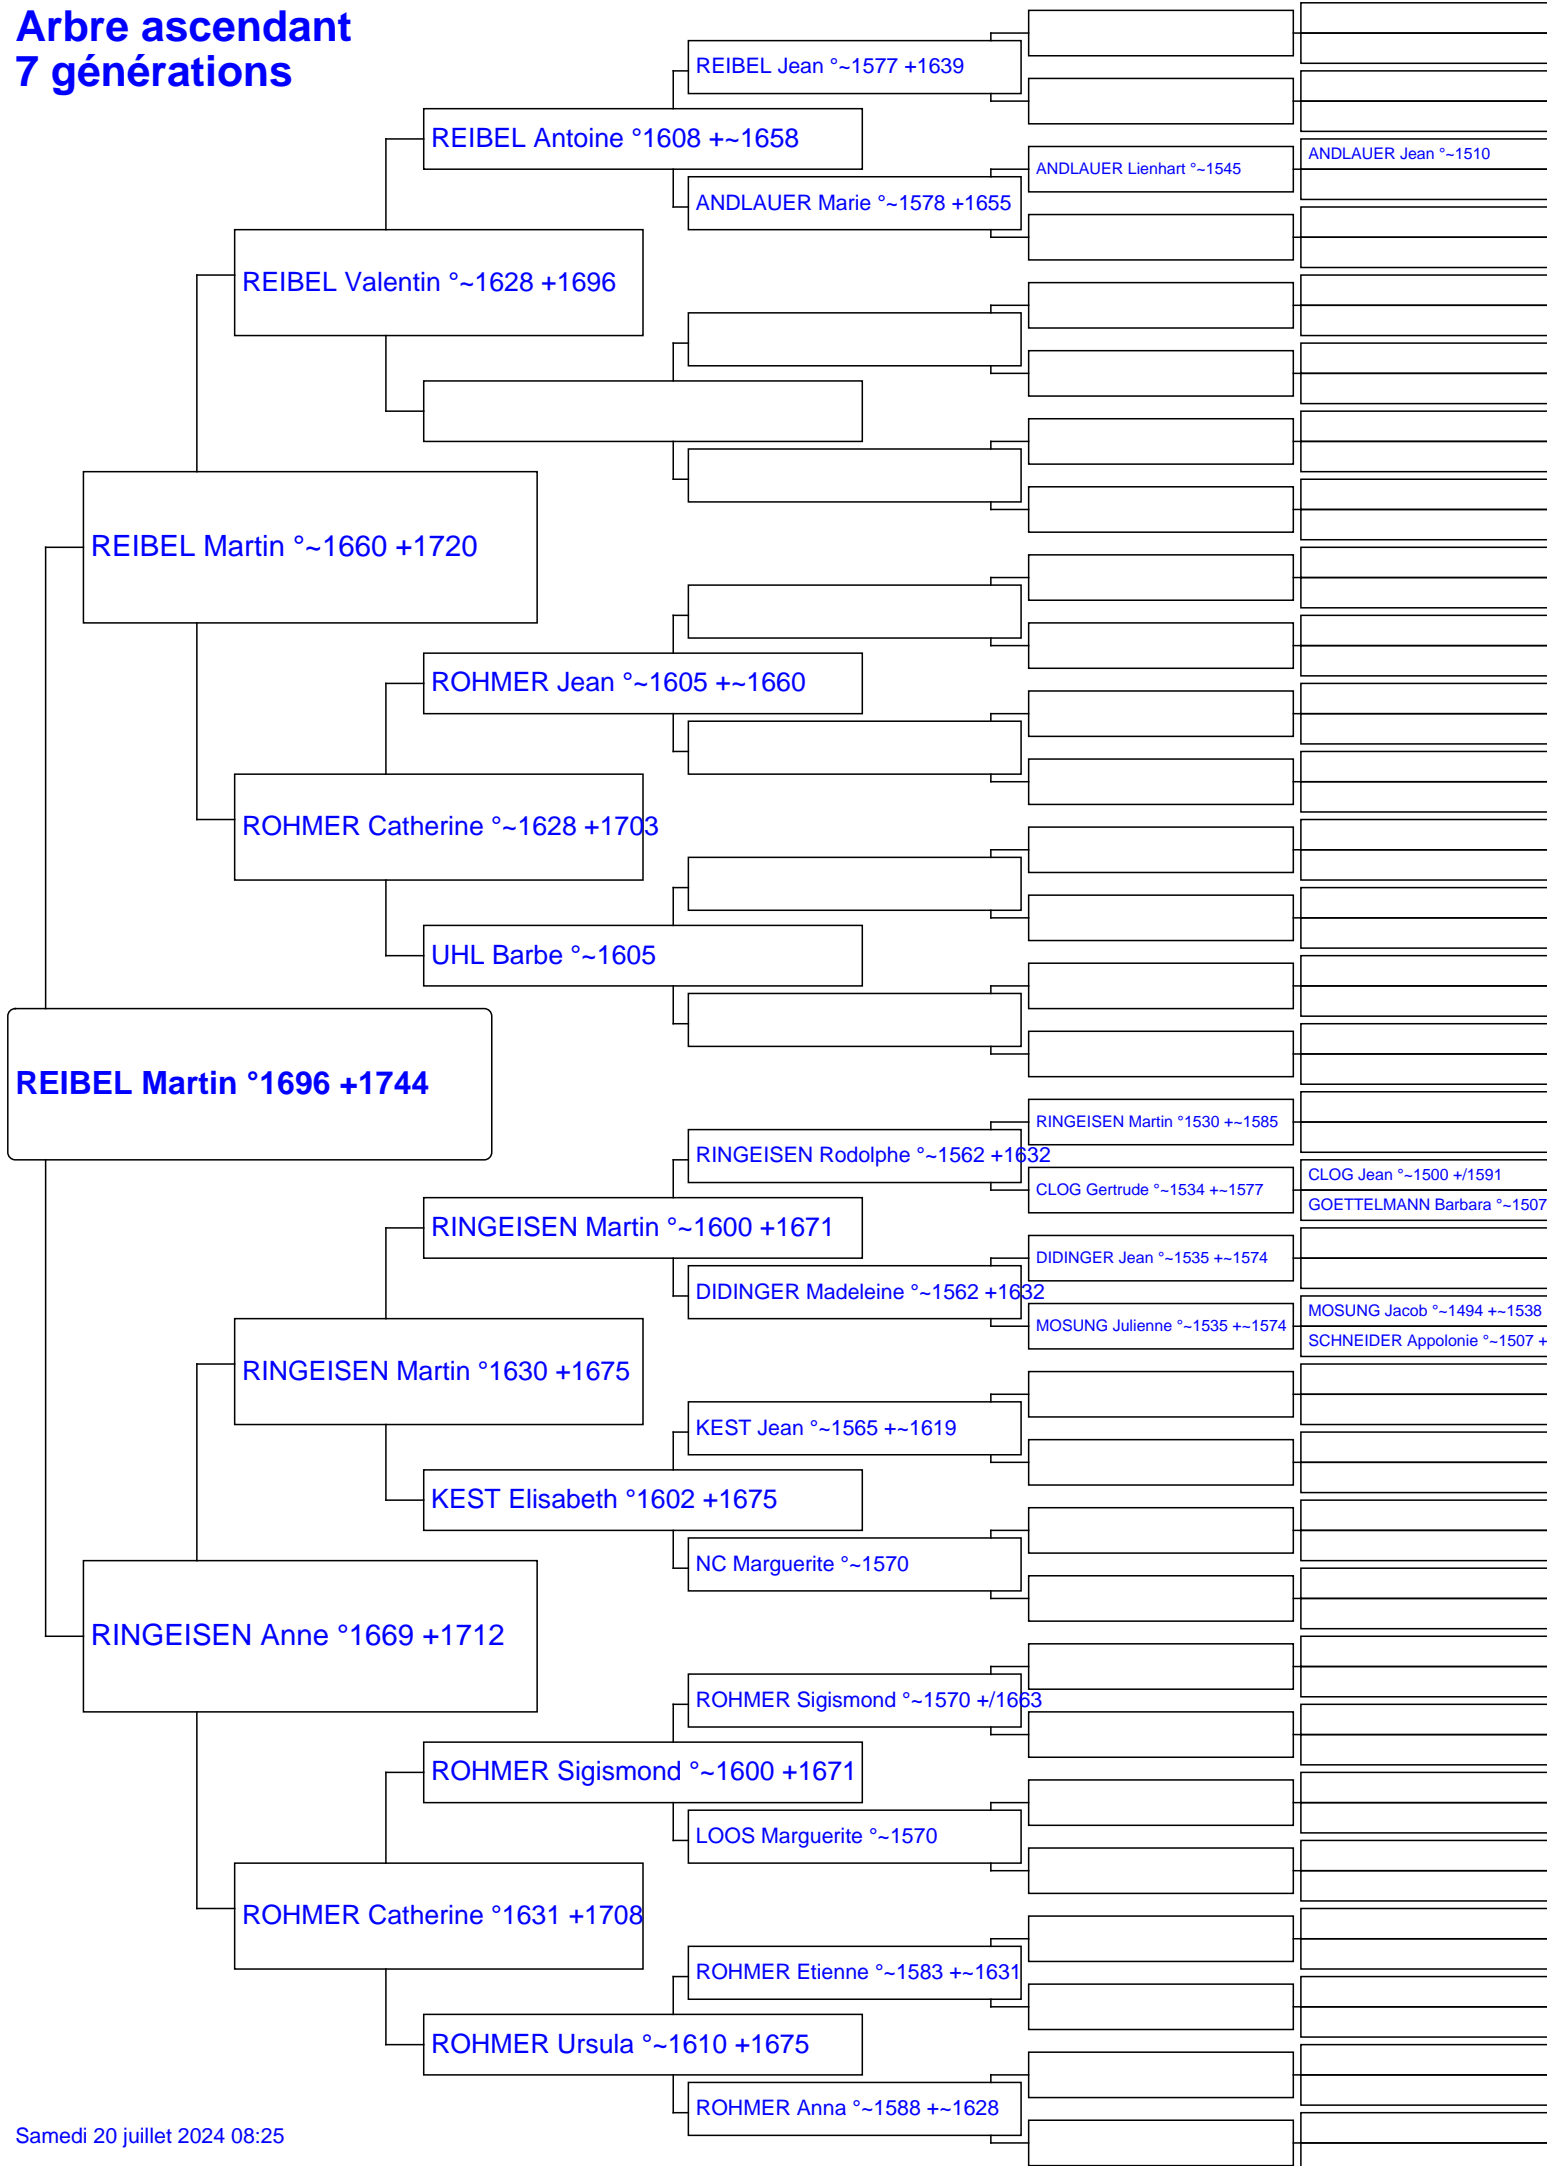 Arbre ascendant
7 générations
REIBEL Jean °~1577 +1639
REIBEL Antoine °1608 +~1658
ANDLAUER Lienhart °~1545
ANDLAUER Jean °~1510
ANDLAUER Marie °~1578 +1655
REIBEL Valentin °~1628 +1696
REIBEL Martin °~1660 +1720
ROHMER Jean °~1605 +~1660
ROHMER Catherine °~1628 +1703
UHL Barbe °~1605
REIBEL Martin °1696 +1744
RINGEISEN Martin °1530 +~1585
RINGEISEN Rodolphe °~1562 +1632
CLOG Gertrude °~1534 +~1577
CLOG Jean °~1500 +/1591
GOETTELMANN Barbara °~1507
RINGEISEN Martin °~1600 +1671
DIDINGER Jean °~1535 +~1574
DIDINGER Madeleine °~1562 +1632
MOSUNG Julienne °~1535 +~1574
MOSUNG Jacob °~1494 +~1538
SCHNEIDER Appolonie °~1507 +
RINGEISEN Martin °1630 +1675
KEST Jean °~1565 +~1619
KEST Elisabeth °1602 +1675
NC Marguerite °~1570
RINGEISEN Anne °1669 +1712
ROHMER Sigismond °~1570 +/1663
ROHMER Sigismond °~1600 +1671
LOOS Marguerite °~1570
ROHMER Catherine °1631 +1708
ROHMER Etienne °~1583 +~1631
ROHMER Ursula °~1610 +1675
ROHMER Anna °~1588 +~1628
Samedi 20 juillet 2024 08:25